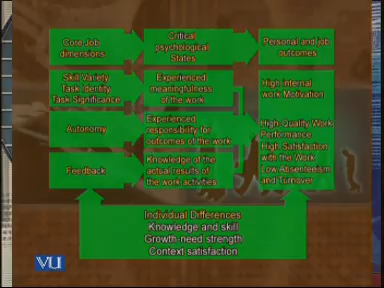 Core Job
dimensions
Critical
psychological
States
Personal and job
outcomes
Skill Variety
Task Identity
Task Significance
Experienced
meaningfullness
of the work
High internal
work Motivation
Autonomy
Experienced
responsibility for
outcomes of the work
High-Quality Work
Performance
High Satisfaction
with the Work
Low Absenteeism
and Turnover
Feedback
Knowledge of the
actual results of
the work activities
Individual Differences
Knowledge and skill
Growth-need strength
Context satisfaction
VU